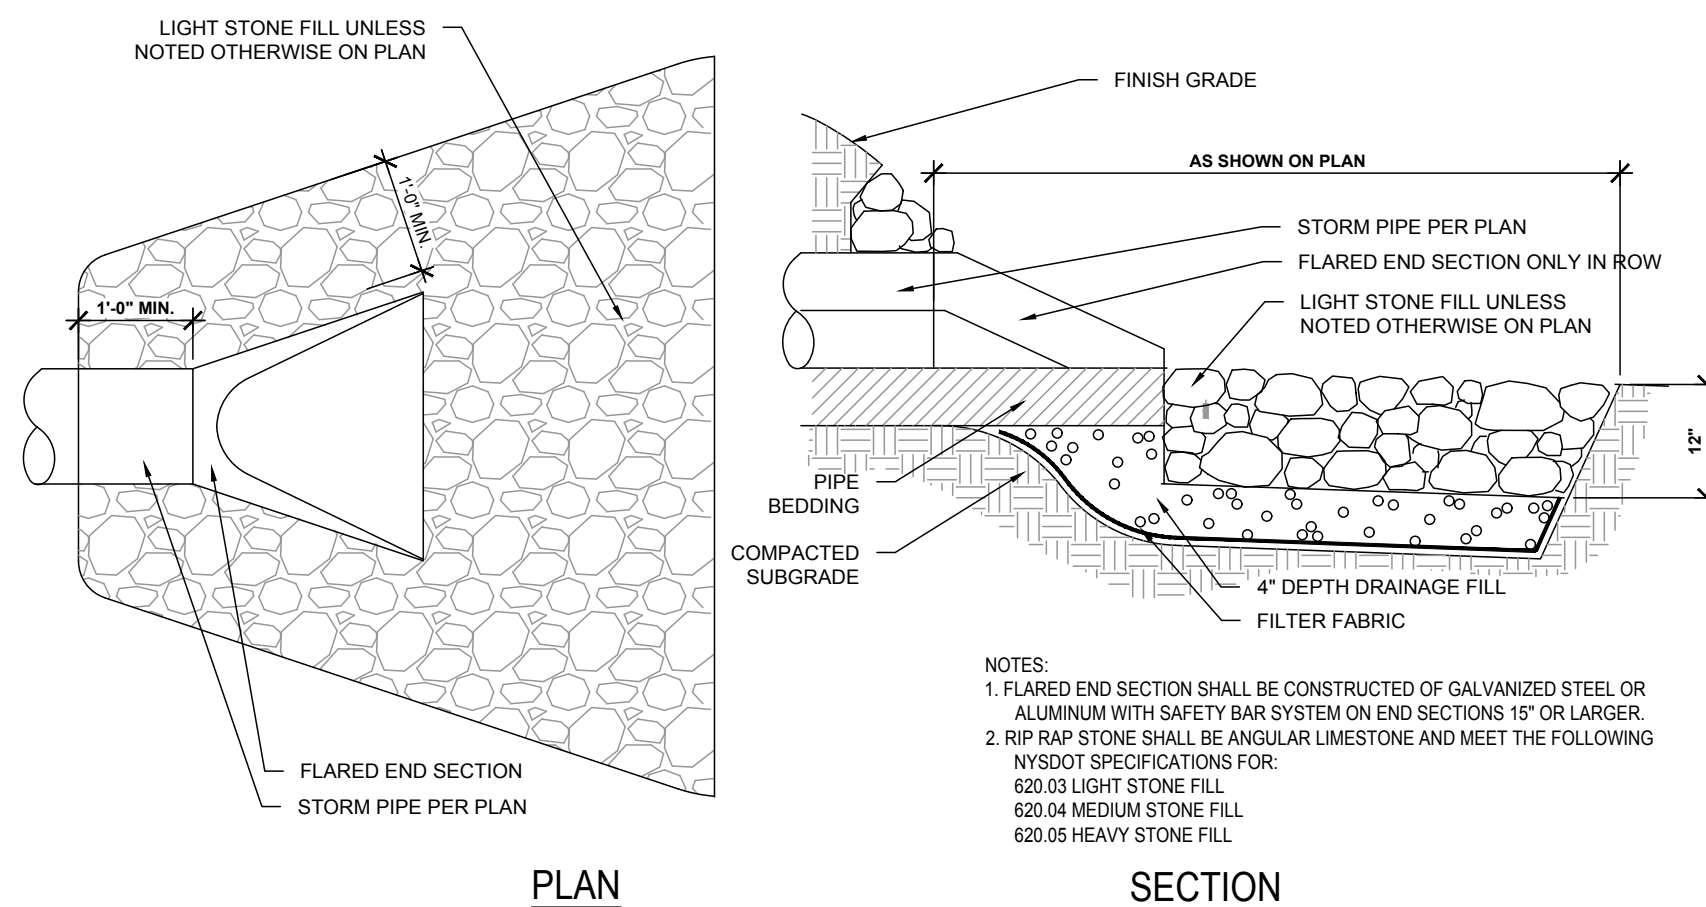 LIGHT STONE FILL UNLESS
NOTED OTHERWISE ON PLAN
1'-0" MIN.
1'-0" MIN.
FLARED END SECTION
STORM PIPE PER PLAN
PLAN
FINISH GRADE
AS SHOWN ON PLAN
STORM PIPE PER PLAN
FLARED END SECTION ONLY IN ROW
LIGHT STONE FILL UNLESS
NOTED OTHERWISE ON PLAN
12"
PIPE
BEDDING
COMPACTED
SUBGRADE
4" DEPTH DRAINAGE FILL
FILTER FABRIC
NOTES:
1. FLARED END SECTION SHALL BE CONSTRUCTED OF GALVANIZED STEEL OR
ALUMINUM WITH SAFETY BAR SYSTEM ON END SECTIONS 15" OR LARGER.
2. RIP RAP STONE SHALL BE ANGULAR LIMESTONE AND MEET THE FOLLOWING
NYSDOT SPECIFICATIONS FOR:
620.03 LIGHT STONE FILL
620.04 MEDIUM STONE FILL
620.05 HEAVY STONE FILL
SECTION